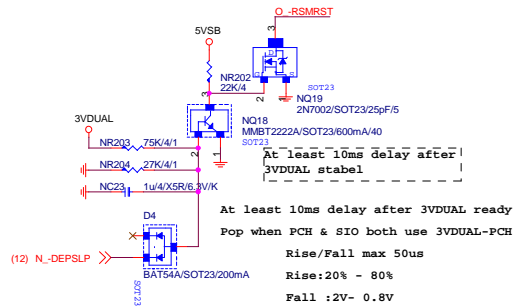 O_-RSMRST
5VSB
3
D
NR202
22K/4
G
S
SOT23
3
2
1
NQ19
2N7002/SOT23/25pF/5
NQ18
MMBT2222A/SOT23/600mA/40
SOT23
3VDUAL
NR203
75K/4/1
2
1
At least 10ms delay after
3VDUAL stabel
NR204
27K/4/1
NC23
1u/4/X5R/6.3V/K
At least 10ms delay after 3VDUAL ready
D4
Pop when PCH & SIO both use 3VDUAL-PCH
(12) N_-DEPSLP
Rise/Fall max 50us
BAT54A/SOT23/200mA
Rise:20% - 80%
SOT23
Fall :2V- 0.8V